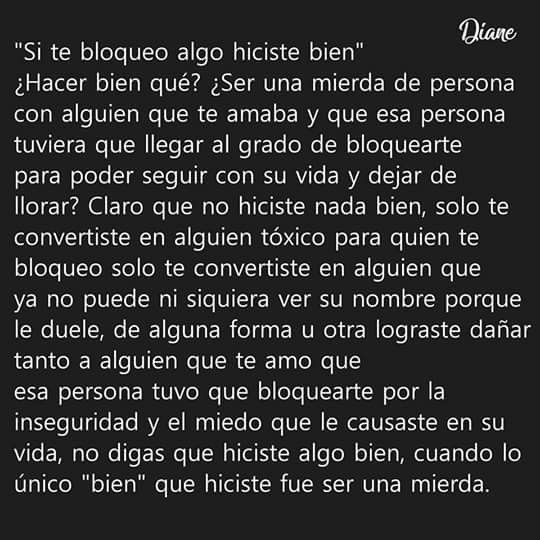 Diane
"Si te bloqueo algo hiciste bien"
¿Hacer bien qué? ¿Ser una mierda de persona
con alguien que te amaba y que esa persona
tuviera que llegar al grado de bloquearte
para poder seguir con su vida y dejar de
llorar? Claro que no hiciste nada bien, solo te
convertiste en alguien tóxico para quien te
bloqueo solo te convertiste en alguien que
ya no puede ni siquiera ver su nombre porque
le duele, de alguna forma u otra lograste dañar
tanto a alguien que te amo que
esa persona tuvo que bloquearte por la
inseguridad y el miedo que le causaste en su
vida, no digas que hiciste algo bien, cuando lo
único "bien" que hiciste fue ser una mierda.